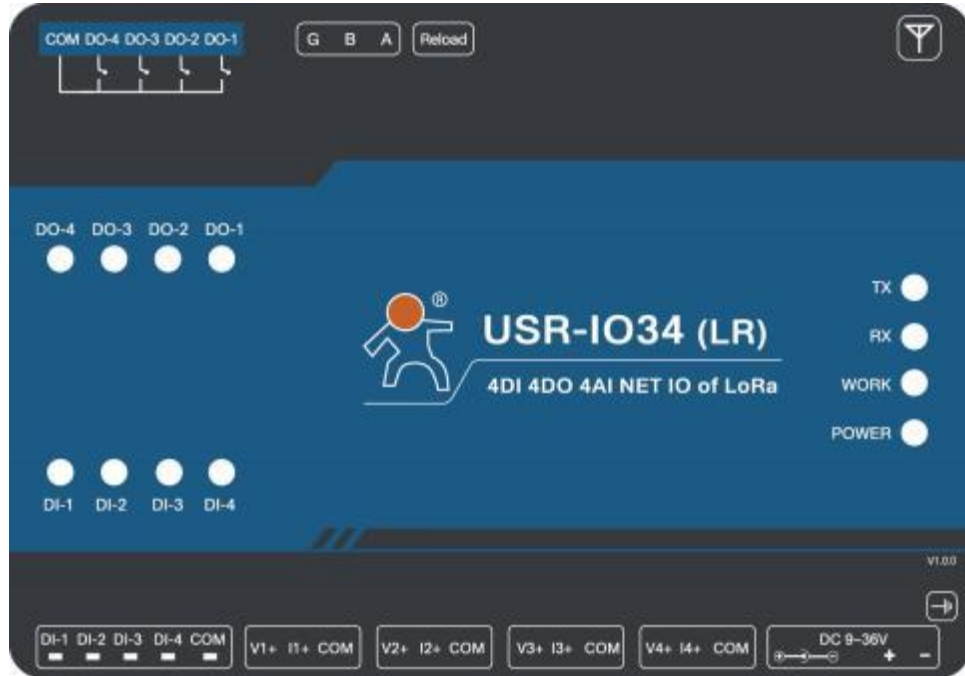 COM DO-4 DO-3 DO-2 DO-1
G B A
Reload
DO-4 DO-3 DO-2 DO-1
®
USR-IO34 (LR)
4DI 4DO 4AI NET IO of LoRa
TX
RX
WORK
POWER
DI-1 DI-2 DI-3 DI-4
V1.0.0
DI-1 DI-2 DI-3 DI-4 COM
V1+ I1+ COM
V2+ I2+ COM
V3+ I3+ COM
V4+ I4+ COM
DC 9~36V
+ −